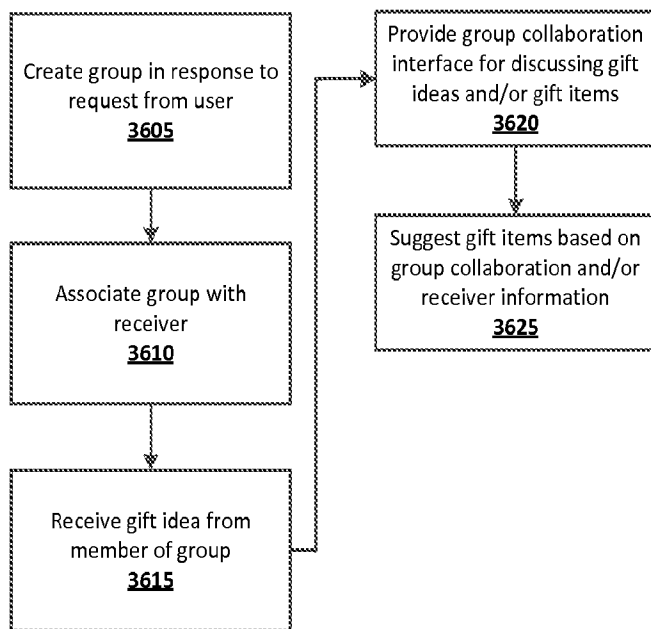 Create group in response to
request from user
3605
Associate group with
receiver
3610
Receive gift idea from
member of group
3615
Provide group collaboration
interface for discussing gift
ideas and/or gift items
3620
Suggest gift items based on
group collaboration and/or
receiver information
3625